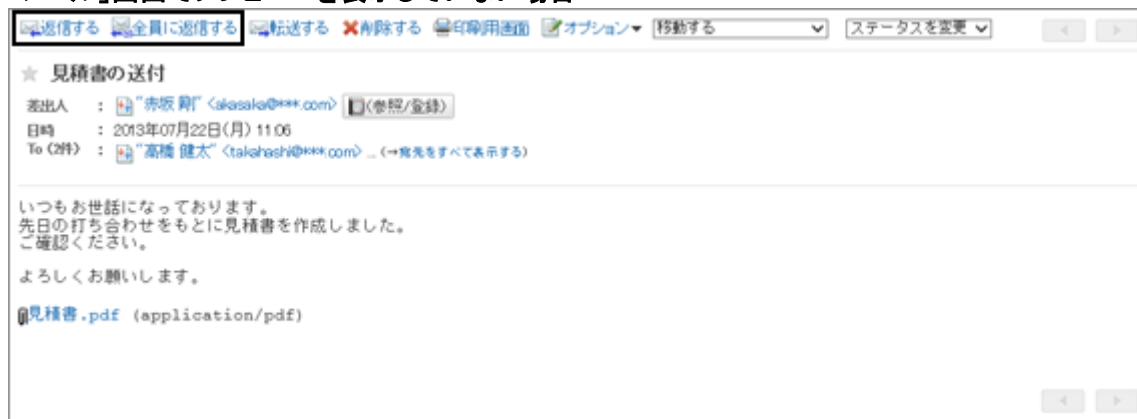 返信する 全員に返信する 転送する 削除する 印刷用画面 オプション▼ 移動する ステータスを変更
★ 見積書の送付
差出人 : "赤坂 剛" <akasaka@***.com> (参照/登録)
日時 : 2013年07月22日(月) 11:06
To (2件) : "高橋 健太" <takahashi@***.com> ... (→宛先をすべて表示する)
いつもお世話になっております。
先日の打ち合わせをもとに見積書を作成しました。
ご確認ください。
よろしくお願いします。
見積書.pdf (application/pdf)